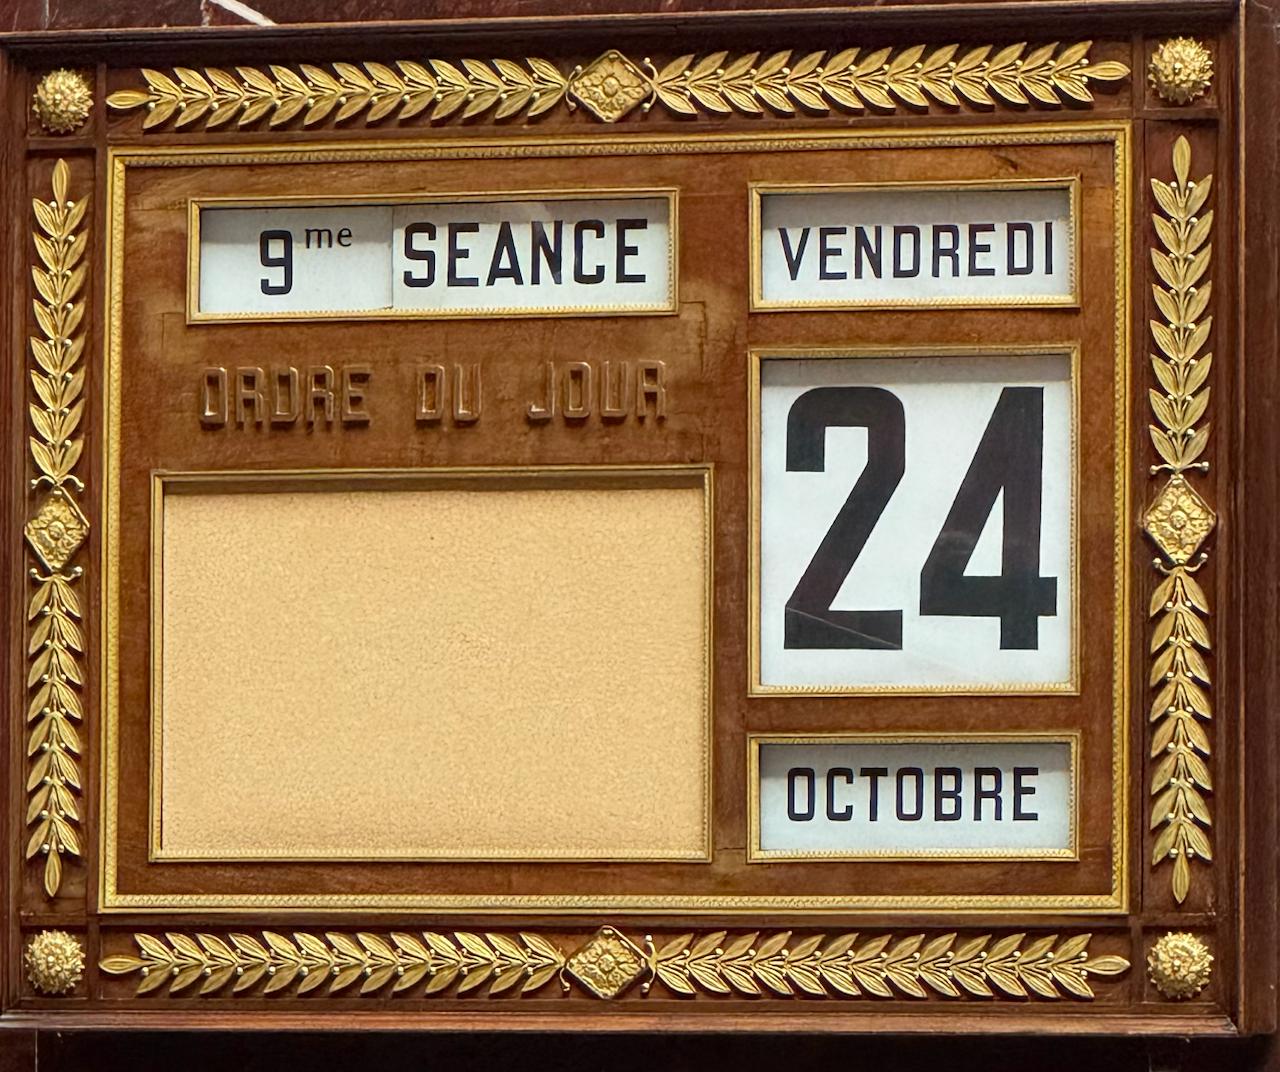 9me SEANCE
ORDRE DU JOUR
VENDREDI
24
OCTOBRE